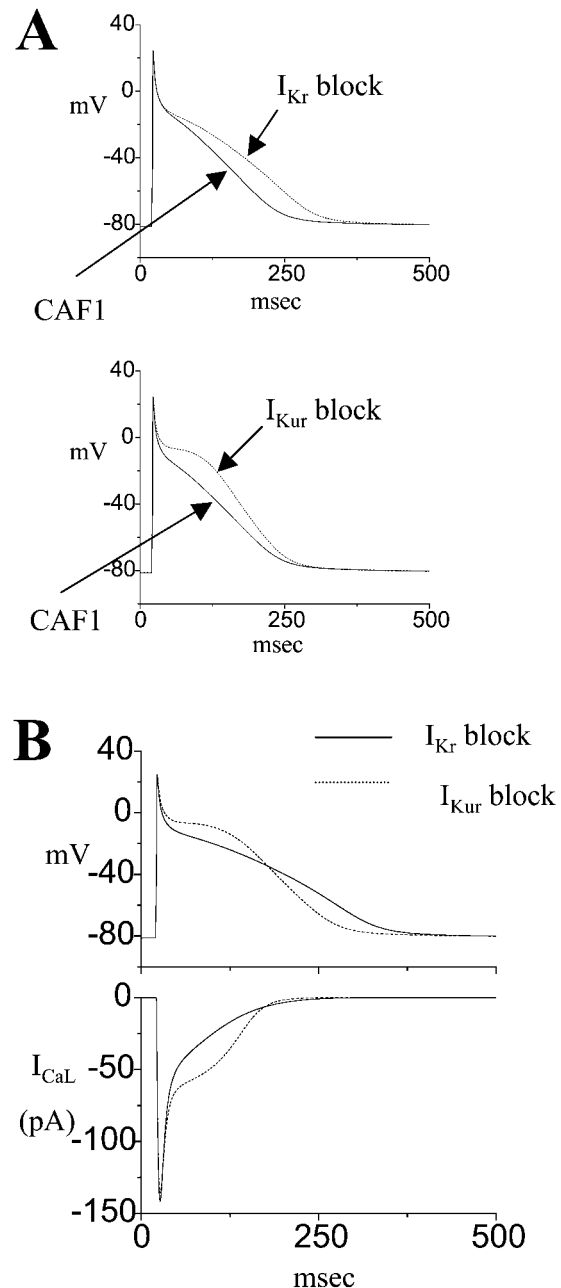 A
40
0
mV
-40
-80
I_Kr block
CAF1
0 250 500
msec
40
0
mV
-40
-80
I_Kur block
CAF1
0 250 500
msec
B
I_Kr block
I_Kur block
40
0
mV
-40
-80
0
I_CaL -50
(pA)
-100
-150
0 250 500
msec